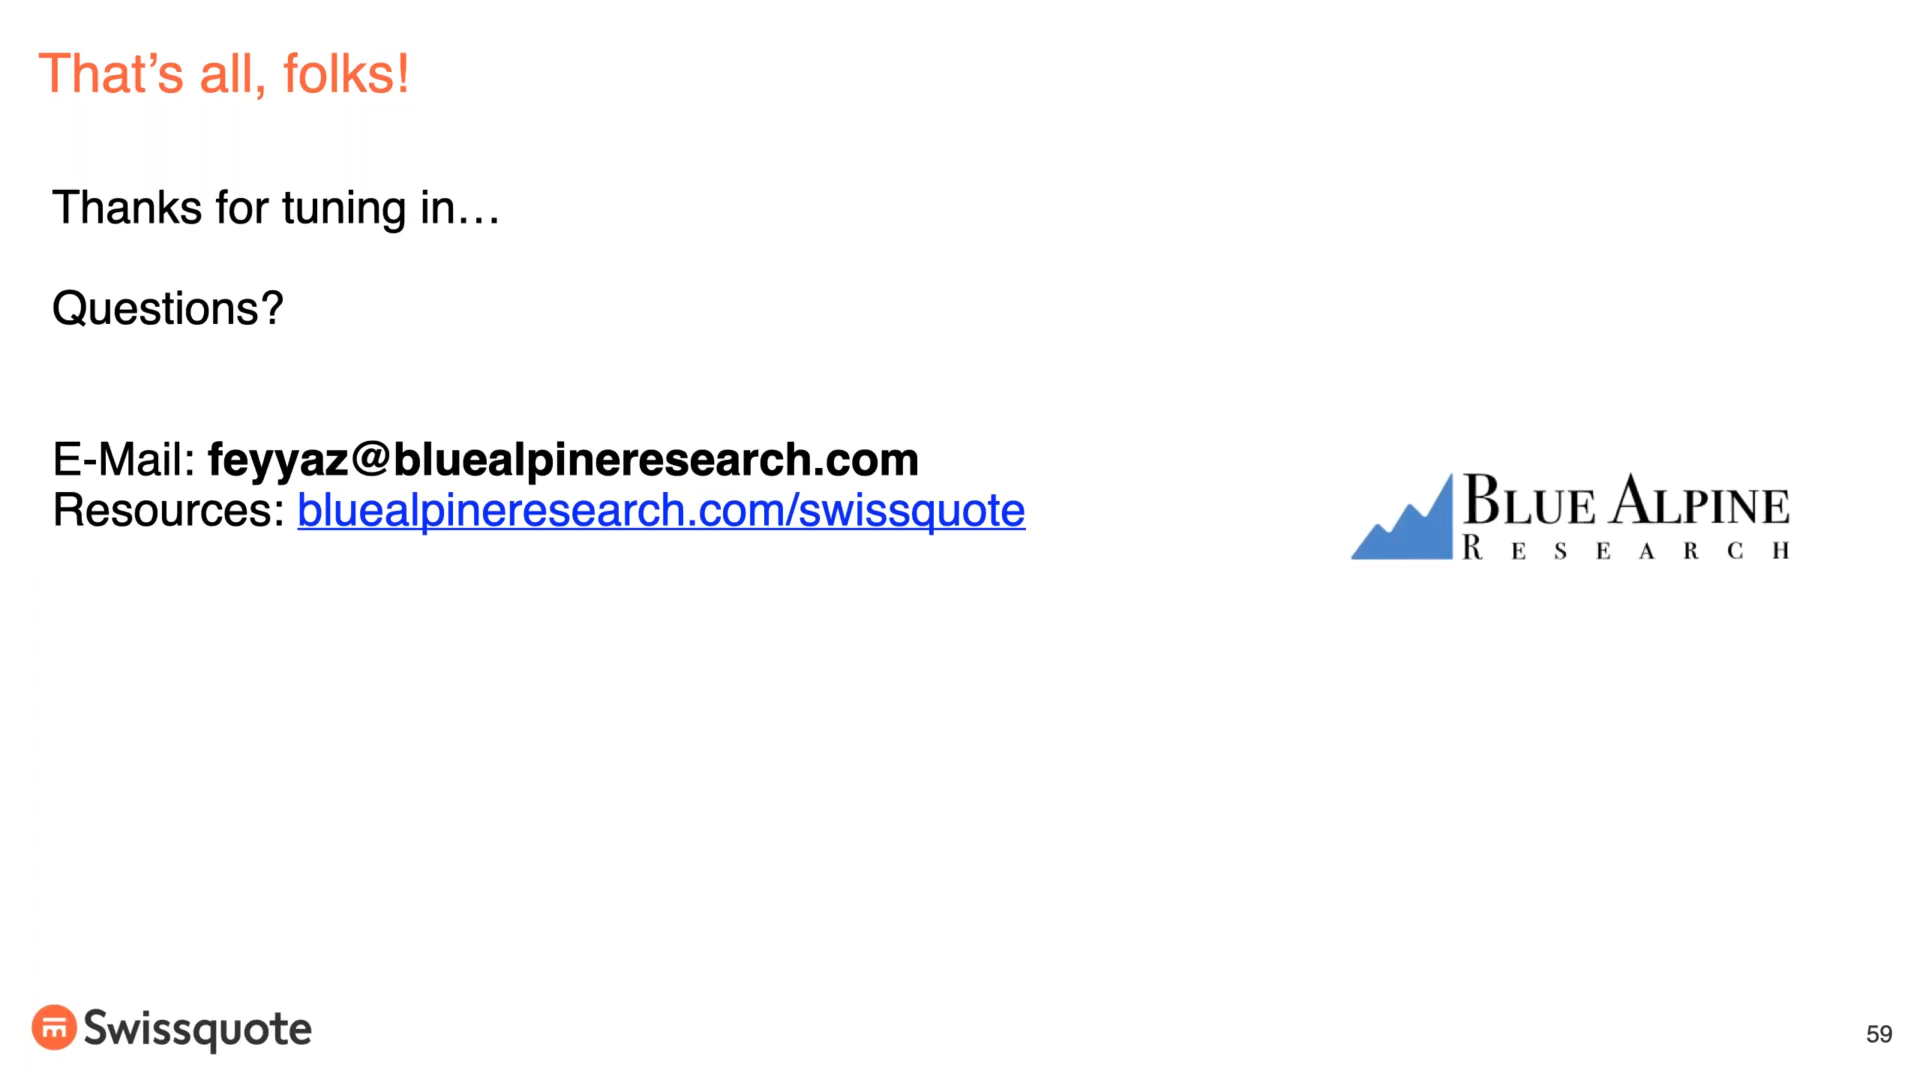 That’s all, folks!
Thanks for tuning in…
Questions?
E-Mail: feyyaz@bluealpineresearch.com
Resources: bluealpineresearch.com/swissquote
BLUE ALPINE
RESEARCH
Swissquote
59